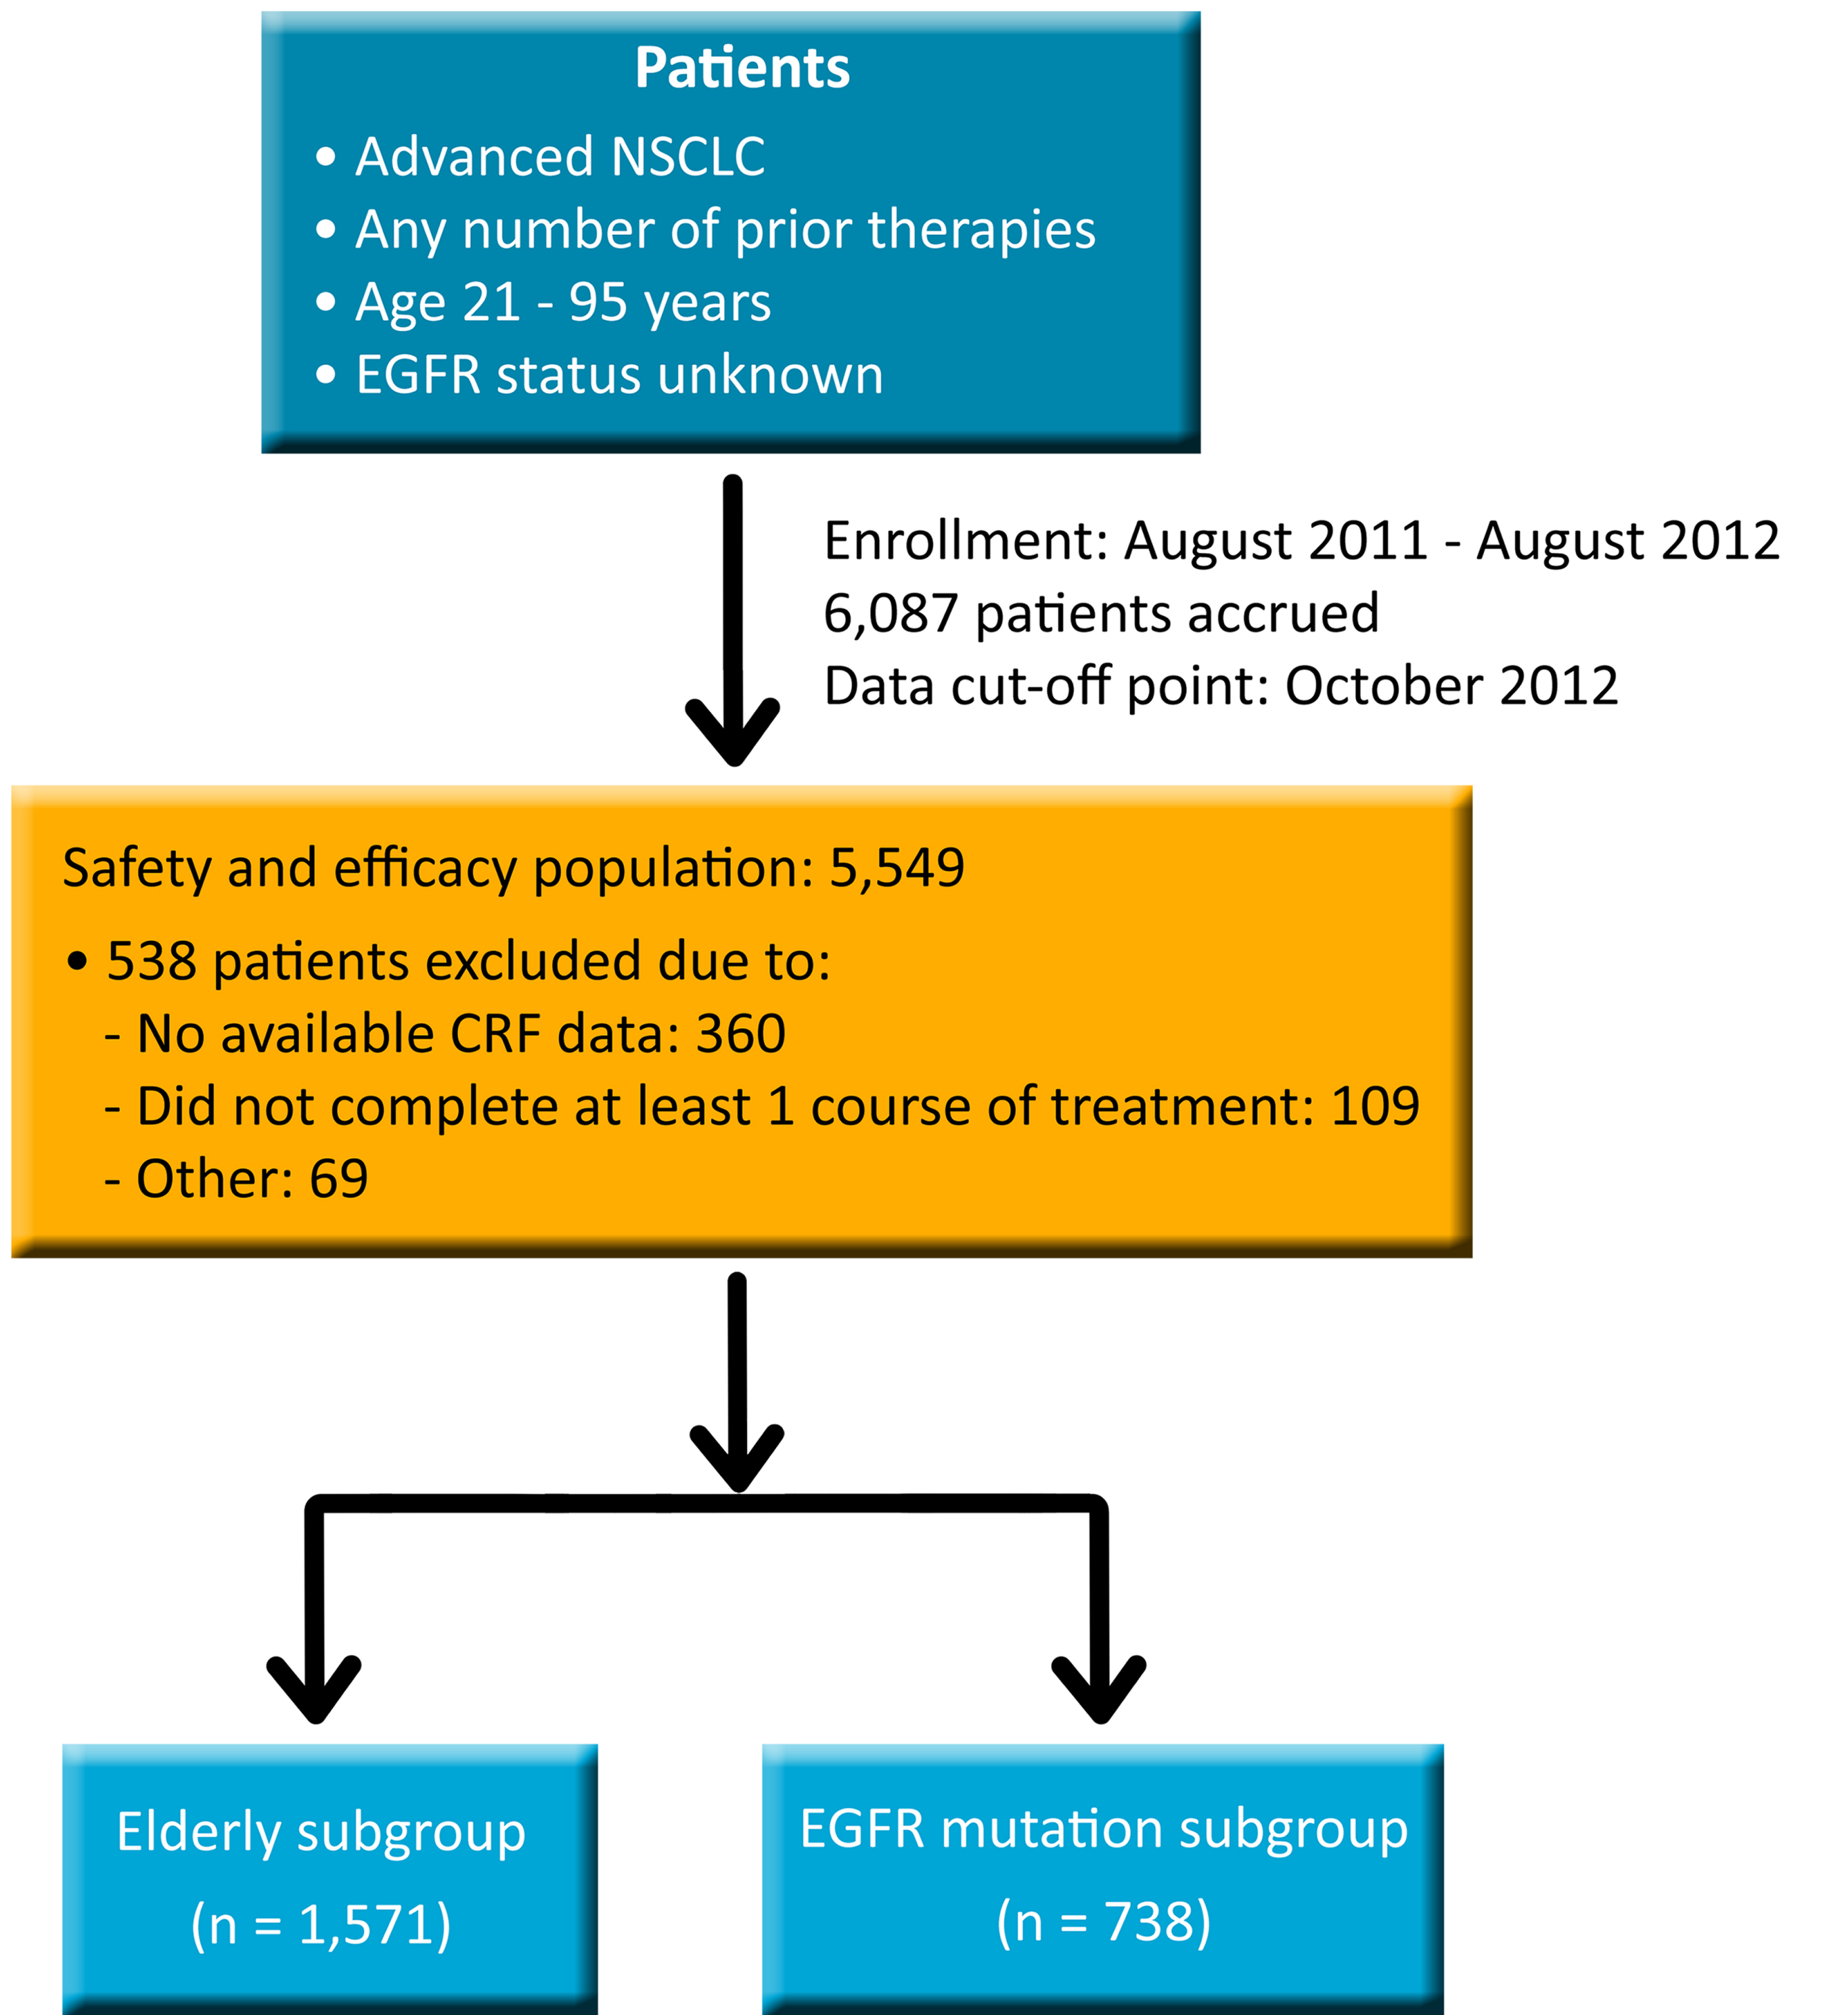 Patients
• Advanced NSCLC
• Any number of prior therapies
• Age 21 - 95 years
• EGFR status unknown
Enrollment: August 2011 - August 2012
6,087 patients accrued
Data cut-off point: October 2012
Safety and efficacy population: 5,549
• 538 patients excluded due to:
- No available CRF data: 360
- Did not complete at least 1 course of treatment: 109
- Other: 69
Elderly subgroup
(n = 1,571)
EGFR mutation subgroup
(n = 738)